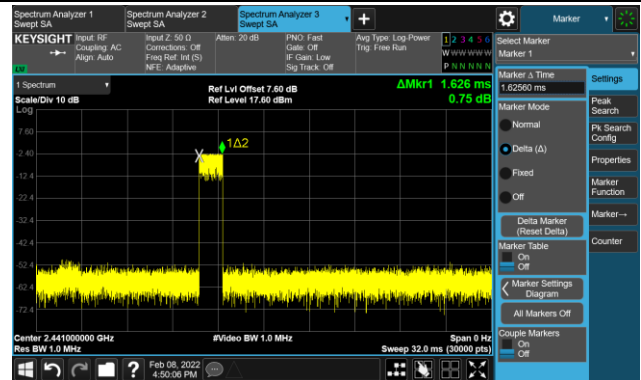 Spectrum Analyzer 1
Swept SA
Spectrum Analyzer 2
Swept SA
Spectrum Analyzer 3
Swept SA
Marker
KEYSIGHT
Input: RF
Coupling: AC
Align: Auto
Input Z: 50 Ω
Corrections: Off
Freq Ref: Int (S)
NFE: Adaptive
Atten: 20 dB
PNO: Fast
Gate: Off
IF Gain: Low
Sig Track: Off
Avg Type: Log-Power
Trig: Free Run
1 2 3 4 5 6
W W W W W W
P N N N N N
Select Marker
Marker 1
1 Spectrum
Scale/Div 10 dB
Log
Ref Lvl Offset 7.60 dB
Ref Level 17.60 dBm
ΔMkr1 1.626 ms
0.75 dB
7.60
-2.40
-12.4
-22.4
-32.4
-42.4
-52.4
-62.4
-72.4
X
1Δ2
Center 2.441000000 GHz
Res BW 1.0 MHz
#Video BW 1.0 MHz
Span 0 Hz
Sweep 32.0 ms (30000 pts)
Marker Δ Time
1.62560 ms
Marker Mode
Normal
Delta (Δ)
Fixed
Off
Delta Marker
(Reset Delta)
Marker Table
On
Off
Marker Settings
Diagram
All Markers Off
Couple Markers
On
Off
Settings
Peak
Search
Pk Search
Config
Properties
Marker
Function
Marker→
Counter
?
Feb 08, 2022
4:50:06 PM